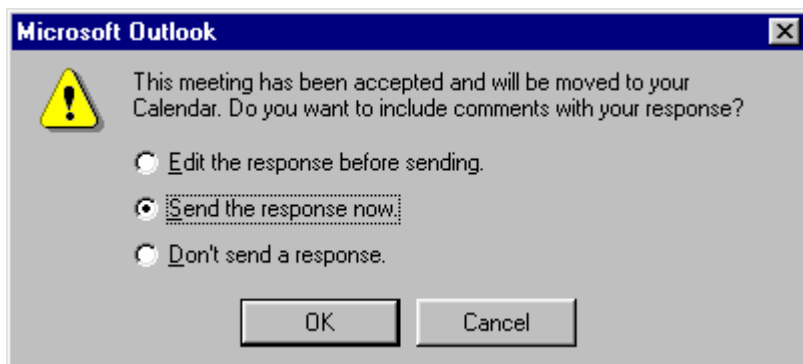 Microsoft Outlook
This meeting has been accepted and will be moved to your
Calendar. Do you want to include comments with your response?
Edit the response before sending.
Send the response now.
Don't send a response.
OK
Cancel